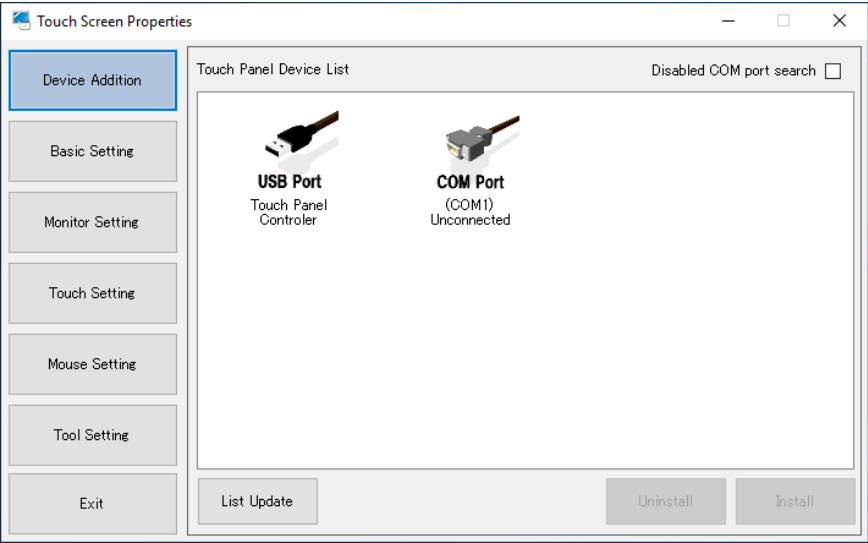 Touch Screen Properties
Device Addition
Basic Setting
Monitor Setting
Touch Setting
Mouse Setting
Tool Setting
Exit
Touch Panel Device List
Disabled COM port search
USB Port
Touch Panel
Controler
COM Port
(COM1)
Unconnected
List Update
Uninstall
Install